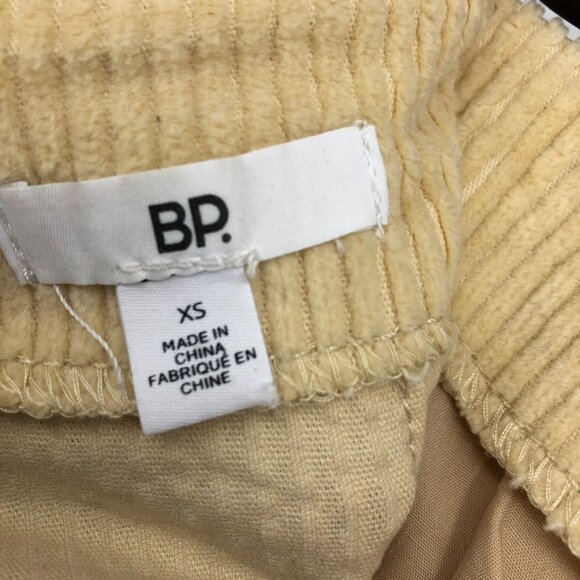 BP.
XS
MADE IN
CHINA
FABRIQUÉ EN
CHINE